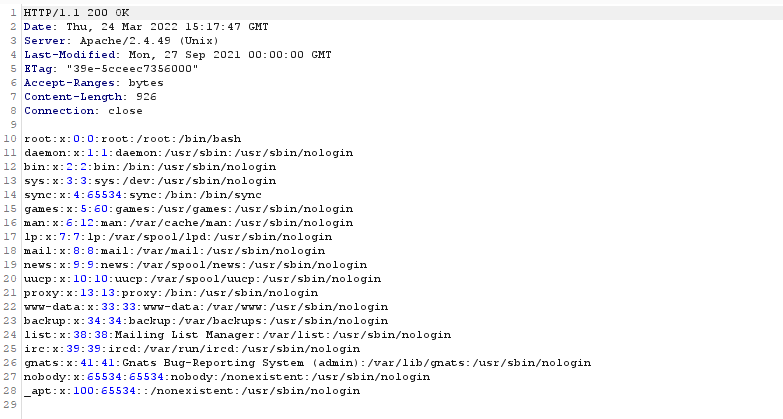 1 HTTP/1.1 200 OK
2 Date: Thu, 24 Mar 2022 15:17:47 GMT
3 Server: Apache/2.4.49 (Unix)
4 Last-Modified: Mon, 27 Sep 2021 00:00:00 GMT
5 ETag: "39e-5cceec7356000"
6 Accept-Ranges: bytes
7 Content-Length: 926
8 Connection: close
9
10 root:x:0:0:root:/root:/bin/bash
11 daemon:x:1:1:daemon:/usr/sbin:/usr/sbin/nologin
12 bin:x:2:2:bin:/bin:/usr/sbin/nologin
13 sys:x:3:3:sys:/dev:/usr/sbin/nologin
14 sync:x:4:65534:sync:/bin:/bin/sync
15 games:x:5:60:games:/usr/games:/usr/sbin/nologin
16 man:x:6:12:man:/var/cache/man:/usr/sbin/nologin
17 lp:x:7:7:lp:/var/spool/lpd:/usr/sbin/nologin
18 mail:x:8:8:mail:/var/mail:/usr/sbin/nologin
19 news:x:9:9:news:/var/spool/news:/usr/sbin/nologin
20 uucp:x:10:10:uucp:/var/spool/uucp:/usr/sbin/nologin
21 proxy:x:13:13:proxy:/bin:/usr/sbin/nologin
22 www-data:x:33:33:www-data:/var/www:/usr/sbin/nologin
23 backup:x:34:34:backup:/var/backups:/usr/sbin/nologin
24 list:x:38:38:Mailing List Manager:/var/list:/usr/sbin/nologin
25 irc:x:39:39:ircd:/var/run/ircd:/usr/sbin/nologin
26 gnats:x:41:41:Gnats Bug-Reporting System (admin):/var/lib/gnats:/usr/sbin/nologin
27 nobody:x:65534:65534:nobody:/nonexistent:/usr/sbin/nologin
28 _apt:x:100:65534::/nonexistent:/usr/sbin/nologin
29